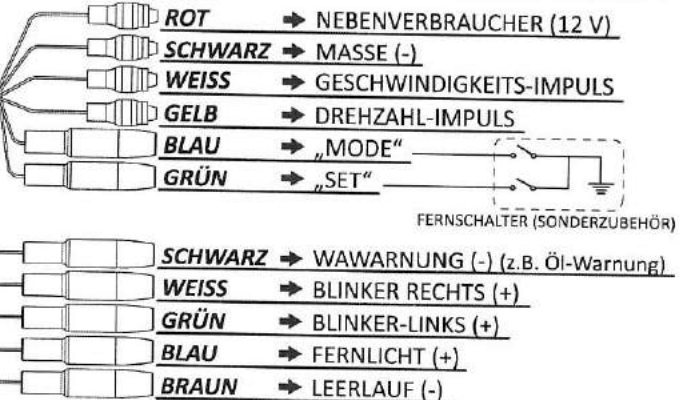 ROT → NEBENVERBRAUCHER (12 V)
SCHWARZ → MASSE (-)
WEISS → GESCHWINDIGKEITS-IMPULS
GELB → DREHZAHL-IMPULS
BLAU → „MODE“
GRÜN → „SET“
FERNSCHALTER (SONDERZUBEHÖR)
SCHWARZ → WAWARNUNG (-) (z.B. Öl-Warnung)
WEISS → BLINKER RECHTS (+)
GRÜN → BLINKER-LINKS (+)
BLAU → FERNLICHT (+)
BRAUN → LEERLAUF (-)